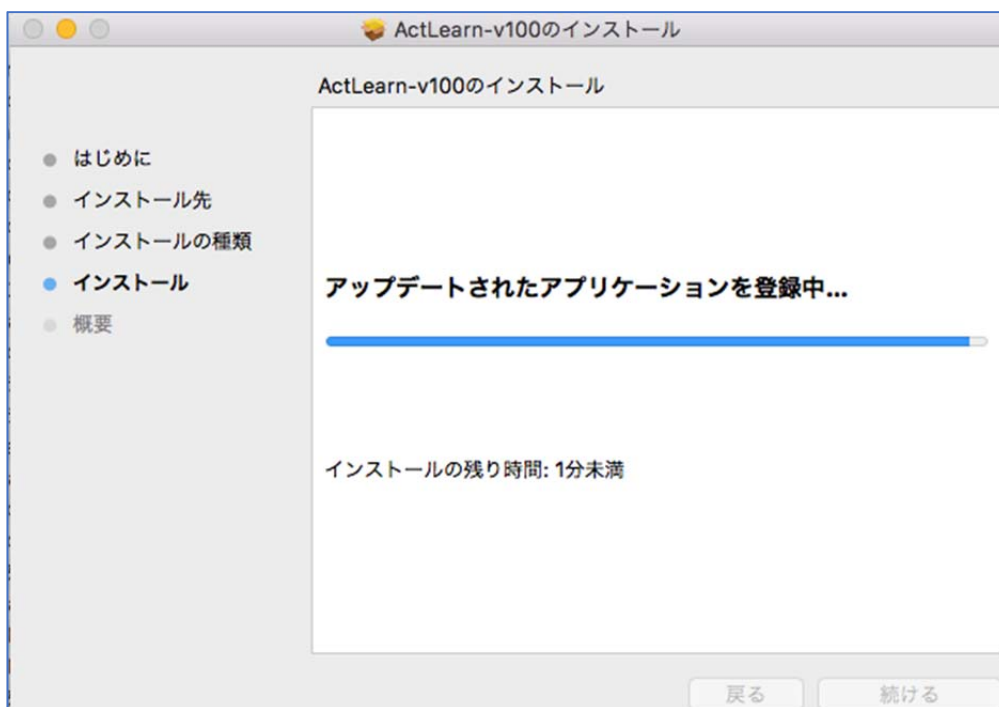 ActLearn-v100のインストール
ActLearn-v100のインストール
はじめに
インストール先
インストールの種類
インストール
概要
アップデートされたアプリケーションを登録中...
インストールの残り時間: 1分未満
戻る
続ける